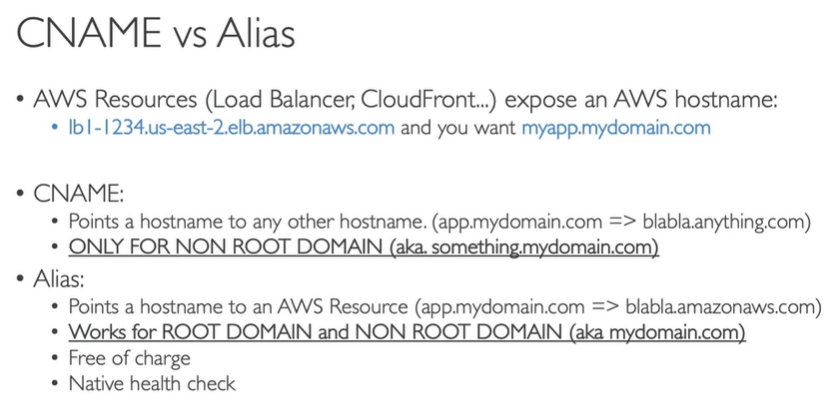 CNAME vs Alias
• AWS Resources (Load Balancer, CloudFront...) expose an AWS hostname:
• lb1-1234.us-east-2.elb.amazonaws.com and you want myapp.mydomain.com
• CNAME:
• Points a hostname to any other hostname. (app.mydomain.com => blabla.anything.com)
• ONLY FOR NON ROOT DOMAIN (aka. something.mydomain.com)
• Alias:
• Points a hostname to an AWS Resource (app.mydomain.com => blabla.amazonaws.com)
• Works for ROOT DOMAIN and NON ROOT DOMAIN (aka mydomain.com)
• Free of charge
• Native health check